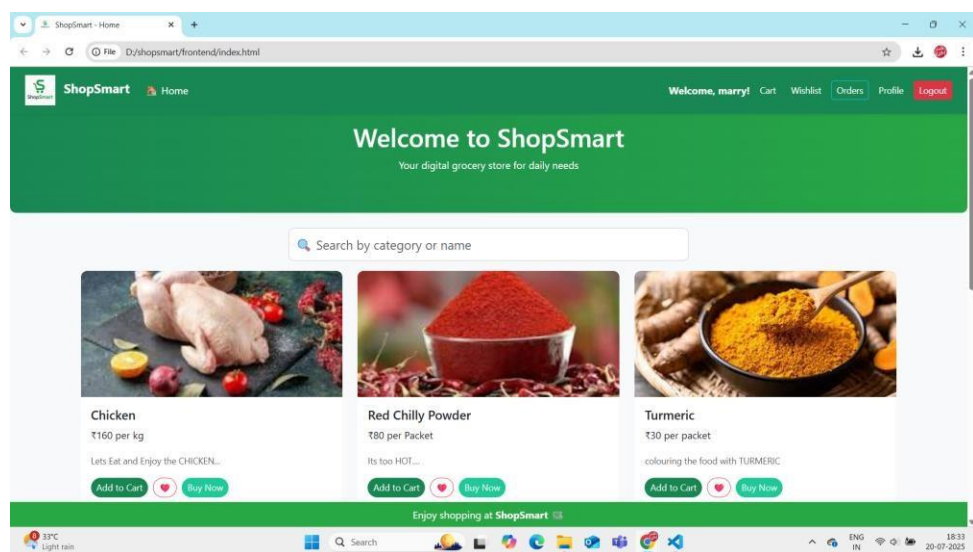 ShopSmart - Home
File D:/shopsmart/frontend/index.html
ShopSmart ShopSmart Home Welcome, marry! Cart Wishlist Orders Profile Logout
Welcome to ShopSmart
Your digital grocery store for daily needs
Search by category or name
Chicken Red Chilly Powder Turmeric
₹160 per kg ₹80 per Packet ₹30 per packet
Lets Eat and Enjoy the CHICKEN... Its too HOT.... colouring the food with TURMERIC
Add to Cart Buy Now Add to Cart Buy Now Add to Cart Buy Now
Enjoy shopping at ShopSmart
33°C Search ENG 18:33
Light rain IN 20-07-2025